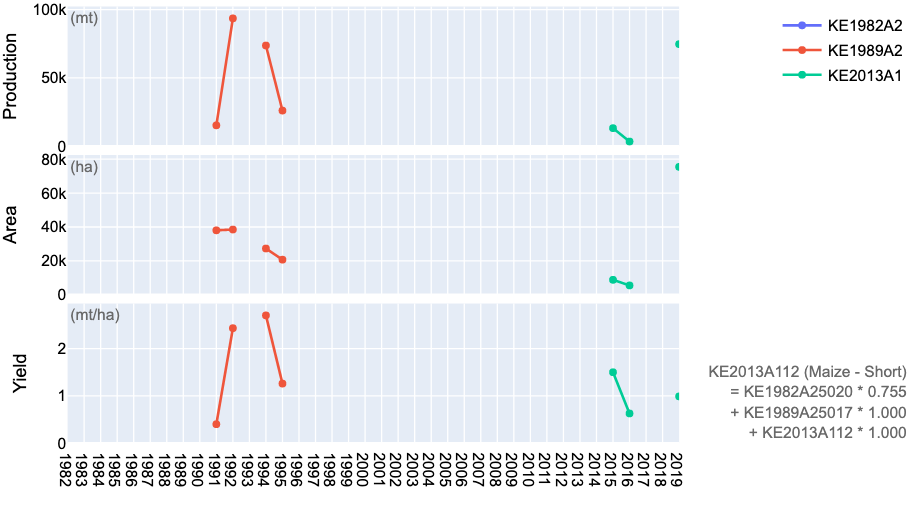 Production
(mt)
100k
50k
0
Area
(ha)
80k
60k
40k
20k
0
Yield
(mt/ha)
2
1
0
1982
1983
1984
1985
1986
1987
1988
1989
1990
1991
1992
1993
1994
1995
1996
1997
1998
1999
2000
2001
2002
2003
2004
2005
2006
2007
2008
2009
2010
2011
2012
2013
2014
2015
2016
2017
2018
2019
KE1982A2
KE1989A2
KE2013A1
KE2013A112 (Maize - Short)
= KE1982A25020 * 0.755
+ KE1989A25017 * 1.000
+ KE2013A112 * 1.000